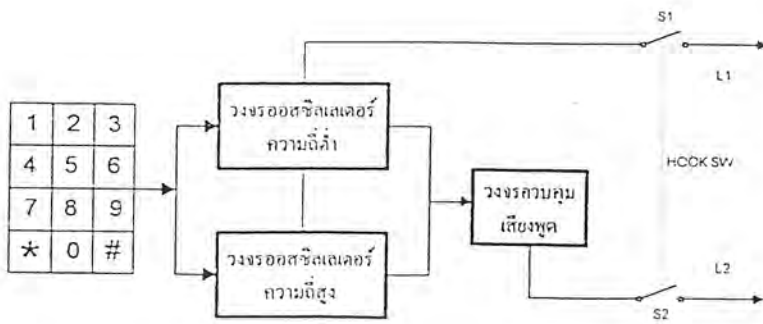 S1
L1
วงจรออสซิลเลเตอร์
ความถี่ต่ำ
1 2 3
4 5 6
7 8 9
* 0 #
HOOK SW
วงจรควบคุม
เสียงพูด
วงจรออสซิลเลเตอร์
ความถี่สูง
L2
S2